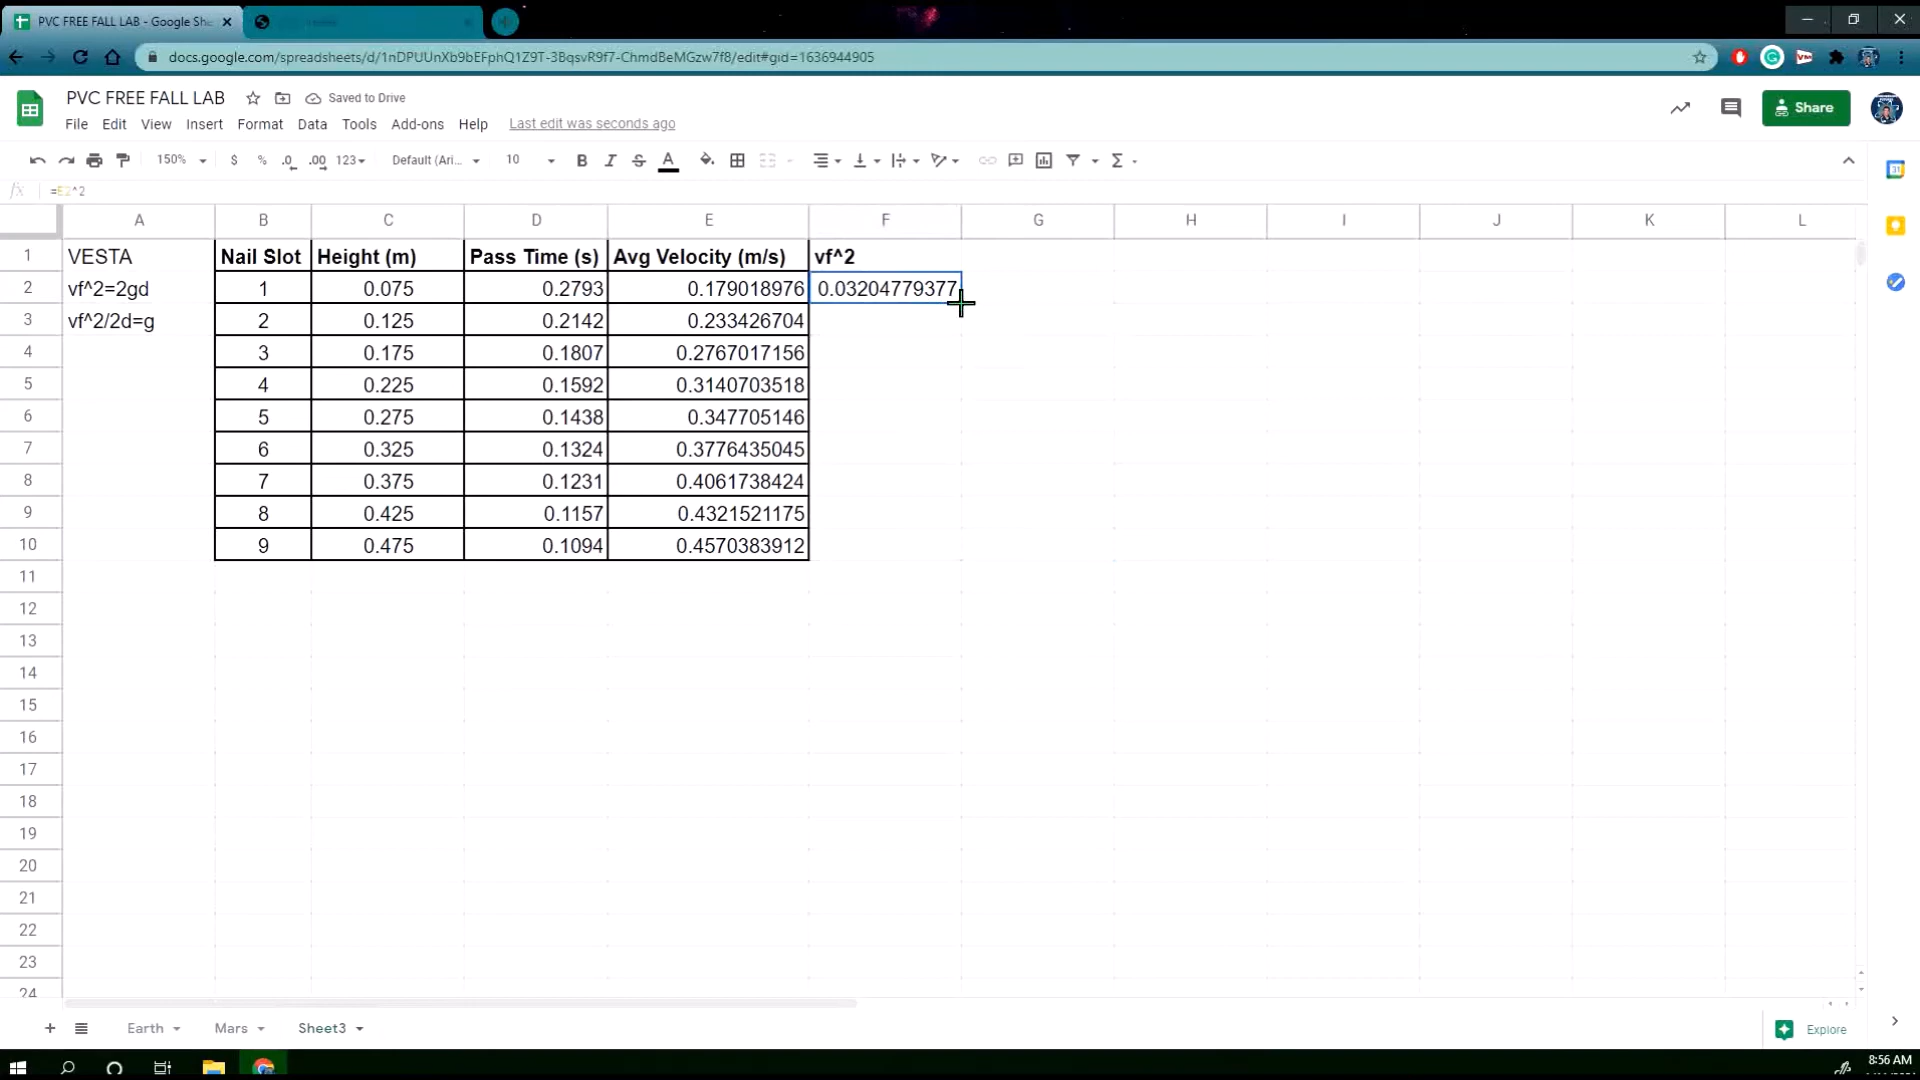 PVC FREE FALL LAB - Google She
docs.google.com/spreadsheets/d/1nDPUUnXb9bEFphQ1Z9T-3BqsvR9f7-ChmdBeMGzw7f8/edit#gid=1636944905
PVC FREE FALL LAB Saved to Drive
File Edit View Insert Format Data Tools Add-ons Help Last edit was seconds ago
Share
150% $ % .0 .00 123 Default (Ari... 10 B I S A Σ
fx =E2^2
A B C D E F G H I J K L
1 VESTA Nail Slot Height (m) Pass Time (s) Avg Velocity (m/s) vf^2
2 vf^2=2gd 1 0.075 0.2793 0.179018976 0.03204779377
3 vf^2/2d=g 2 0.125 0.2142 0.233426704
4 3 0.175 0.1807 0.2767017156
5 4 0.225 0.1592 0.3140703518
6 5 0.275 0.1438 0.347705146
7 6 0.325 0.1324 0.3776435045
8 7 0.375 0.1231 0.4061738424
9 8 0.425 0.1157 0.4321521175
10 9 0.475 0.1094 0.4570383912
11
12
13
14
15
16
17
18
19
20
21
22
23
24
+ Earth Mars Sheet3 Explore
8:56 AM